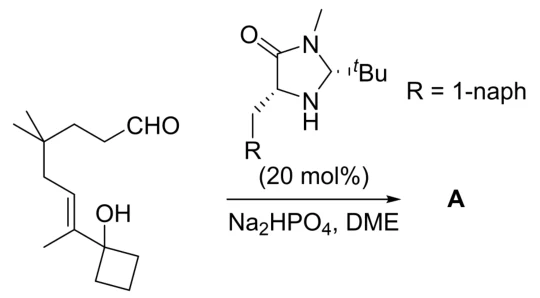 O
N
ᵗBu
N
H
R
R = 1-naph
CHO
OH
(20 mol%)
Na₂HPO₄, DME
A